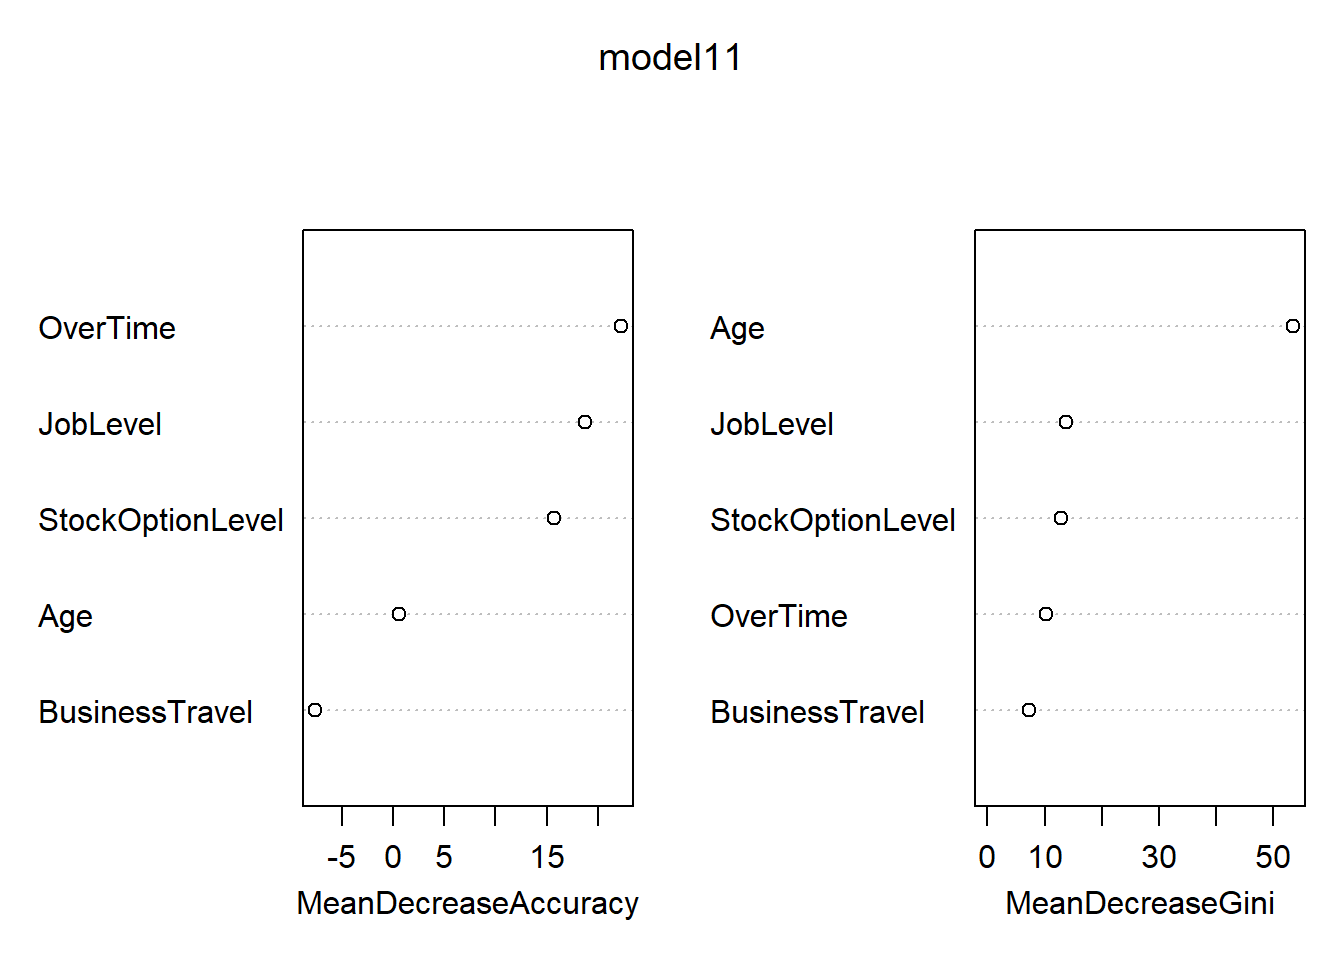 model11
OverTime
JobLevel
StockOptionLevel
Age
BusinessTravel
-5 0 5 15
MeanDecreaseAccuracy
Age
JobLevel
StockOptionLevel
OverTime
BusinessTravel
0 10 30 50
MeanDecreaseGini